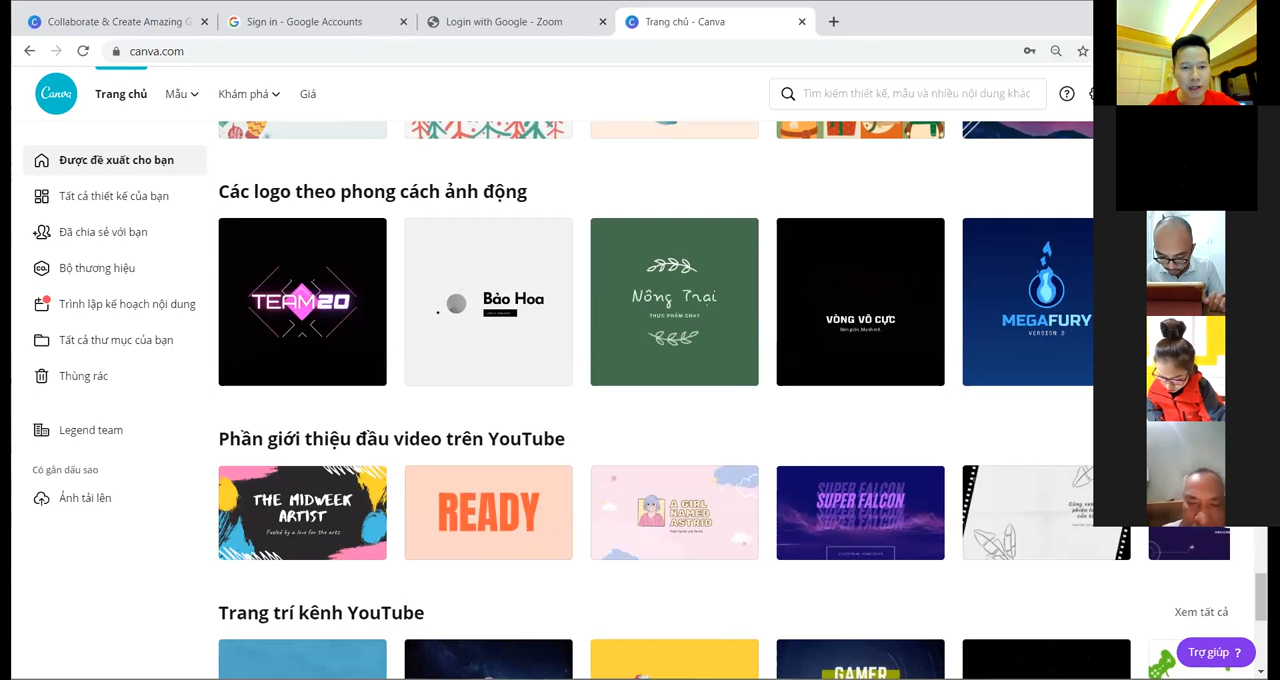 Collaborate & Create Amazing G
Sign in - Google Accounts
Login with Google - Zoom
Trang chủ - Canva
canva.com
Canva
Trang chủ
Mẫu
Khám phá
Giá
Tìm kiếm thiết kế, mẫu và nhiều nội dung khác
Được đề xuất cho bạn
Tất cả thiết kế của bạn
Đã chia sẻ với bạn
Bộ thương hiệu
Trình lập kế hoạch nội dung
Tất cả thư mục của bạn
Thùng rác
Legend team
Có gắn dấu sao
Ảnh tải lên
Các logo theo phong cách ảnh động
TEAM20
Bảo Hoa
Nông Trại
THỰC PHẨM CHAY
VÒNG VÔ CỰC
Đơn giản. Mạnh mẽ.
MEGAFURY
VERSION 2
Phần giới thiệu đầu video trên YouTube
THE MIDWEEK
ARTIST
Fueled by a love for the arts
READY
A GIRL
NAMED
ASTRID
SUPER FALCON
SUPER FALCON
SUPER FALCON
Trang trí kênh YouTube
Xem tất cả
GAMER
Trợ giúp ?